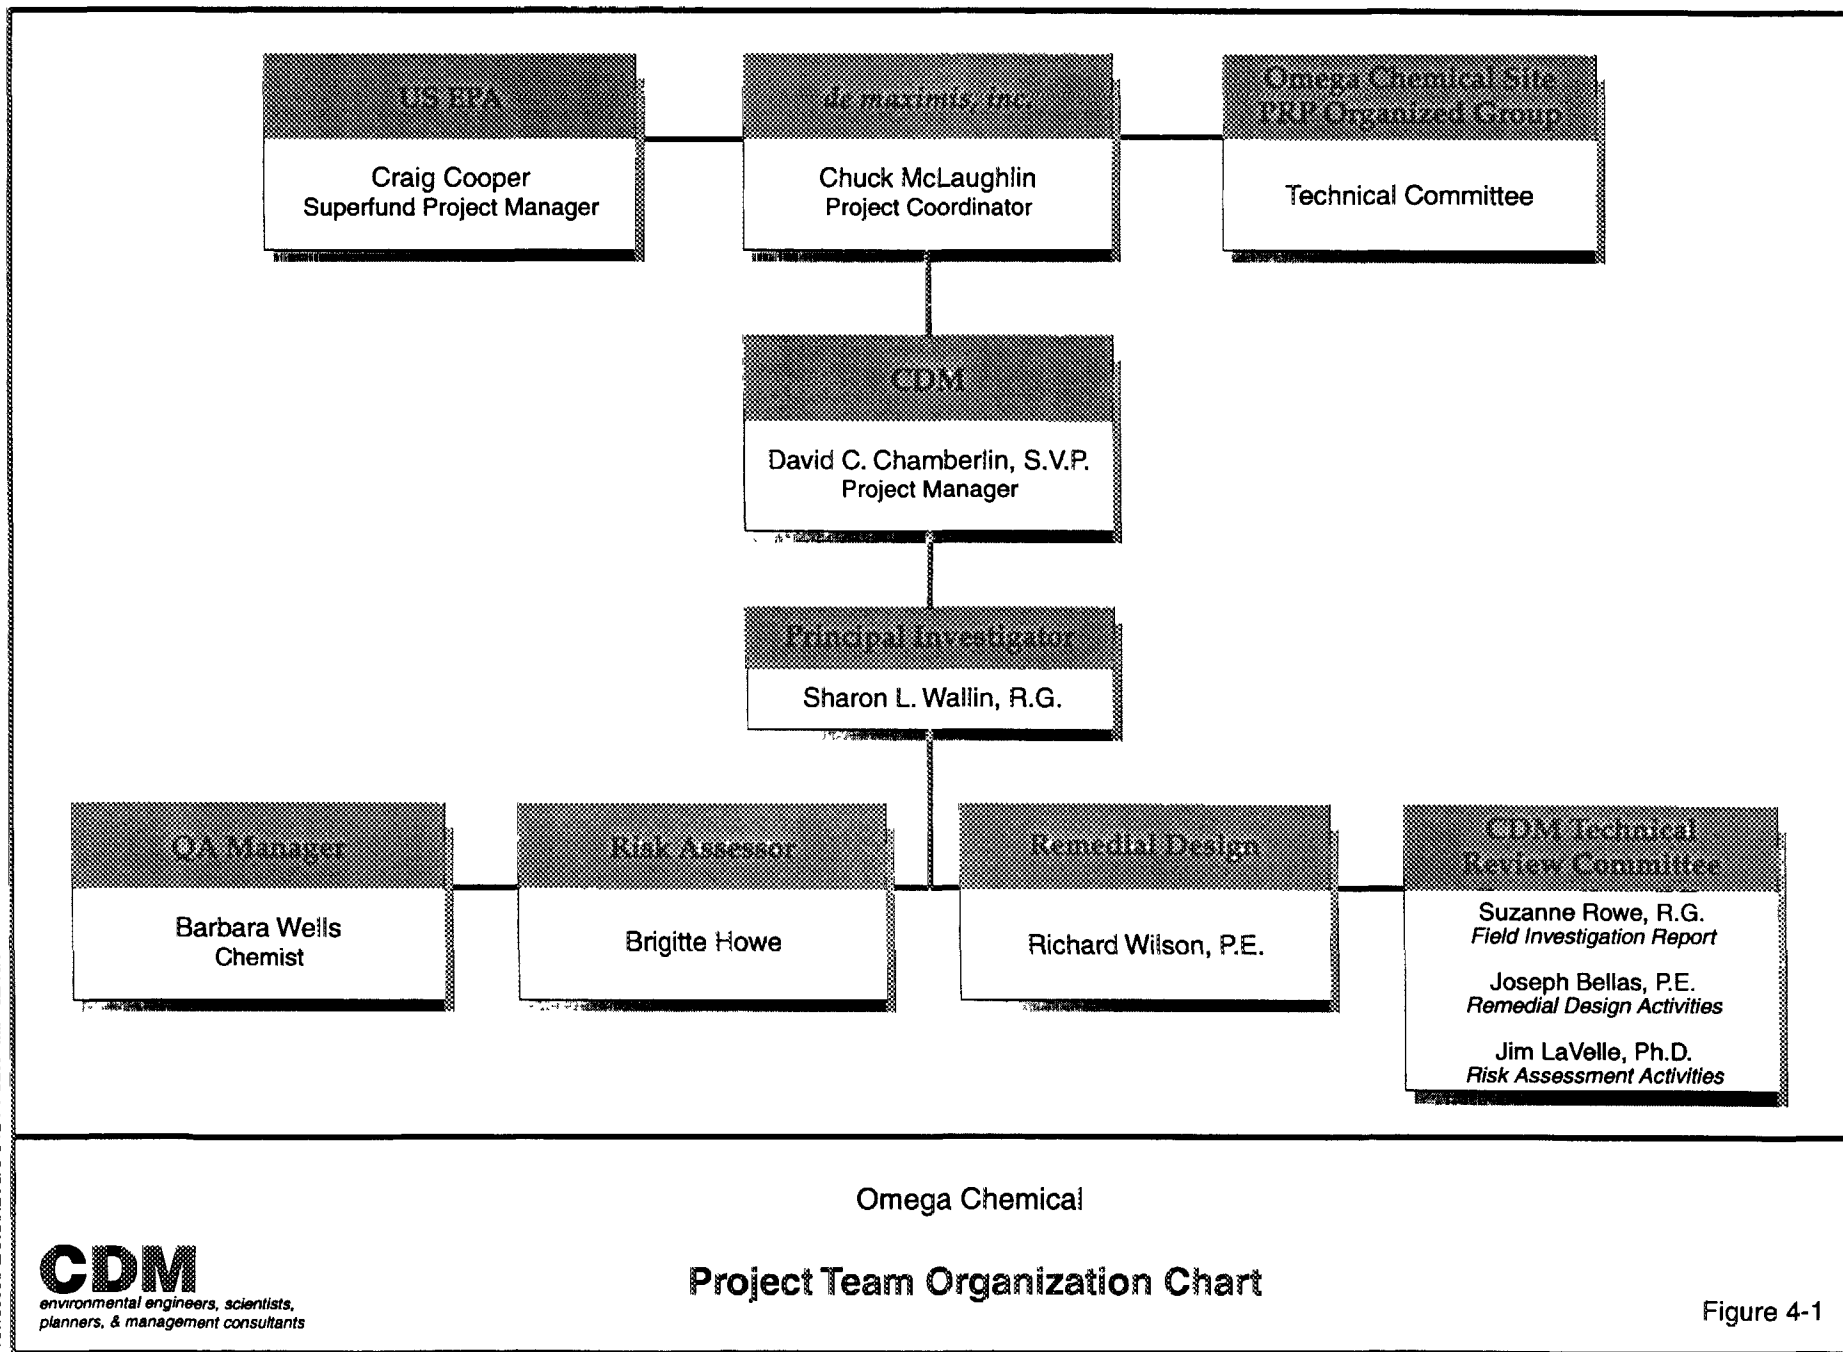 US EPA
Craig Cooper
Superfund Project Manager
de maximis, inc.
Chuck McLaughlin
Project Coordinator
Omega Chemical Site
PRP Organized Group
Technical Committee
CDM
David C. Chamberlin, S.V.P.
Project Manager
Principal Investigator
Sharon L. Wallin, R.G.
QA Manager
Barbara Wells
Chemist
Risk Assessor
Brigitte Howe
Remedial Design
Richard Wilson, P.E.
CDM Technical
Review Committee
Suzanne Rowe, R.G.
Field Investigation Report
Joseph Bellas, P.E.
Remedial Design Activities
Jim LaVelle, Ph.D.
Risk Assessment Activities
Omega Chemical
Project Team Organization Chart
CDM
environmental engineers, scientists,
planners, & management consultants
Figure 4-1